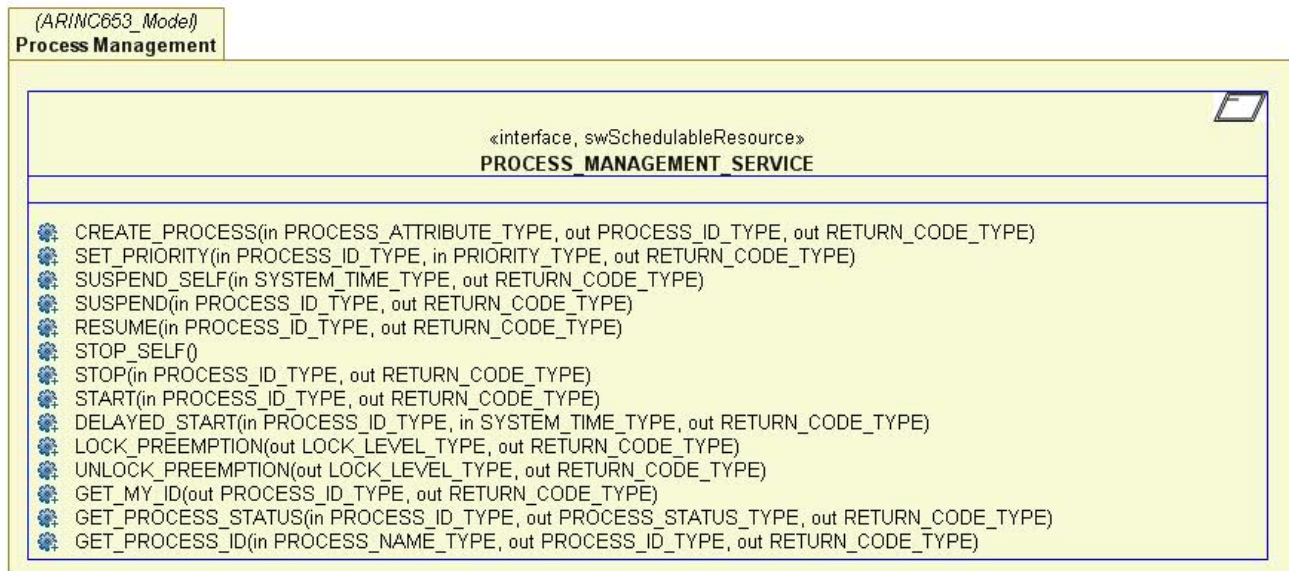 (ARINC653_Model)
Process Management
«interface, swSchedulableResource»
PROCESS_MANAGEMENT_SERVICE
CREATE_PROCESS(in PROCESS_ATTRIBUTE_TYPE, out PROCESS_ID_TYPE, out RETURN_CODE_TYPE)
SET_PRIORITY(in PROCESS_ID_TYPE, in PRIORITY_TYPE, out RETURN_CODE_TYPE)
SUSPEND_SELF(in SYSTEM_TIME_TYPE, out RETURN_CODE_TYPE)
SUSPEND(in PROCESS_ID_TYPE, out RETURN_CODE_TYPE)
RESUME(in PROCESS_ID_TYPE, out RETURN_CODE_TYPE)
STOP_SELF()
STOP(in PROCESS_ID_TYPE, out RETURN_CODE_TYPE)
START(in PROCESS_ID_TYPE, out RETURN_CODE_TYPE)
DELAYED_START(in PROCESS_ID_TYPE, in SYSTEM_TIME_TYPE, out RETURN_CODE_TYPE)
LOCK_PREEMPTION(out LOCK_LEVEL_TYPE, out RETURN_CODE_TYPE)
UNLOCK_PREEMPTION(out LOCK_LEVEL_TYPE, out RETURN_CODE_TYPE)
GET_MY_ID(out PROCESS_ID_TYPE, out RETURN_CODE_TYPE)
GET_PROCESS_STATUS(in PROCESS_ID_TYPE, out PROCESS_STATUS_TYPE, out RETURN_CODE_TYPE)
GET_PROCESS_ID(in PROCESS_NAME_TYPE, out PROCESS_ID_TYPE, out RETURN_CODE_TYPE)